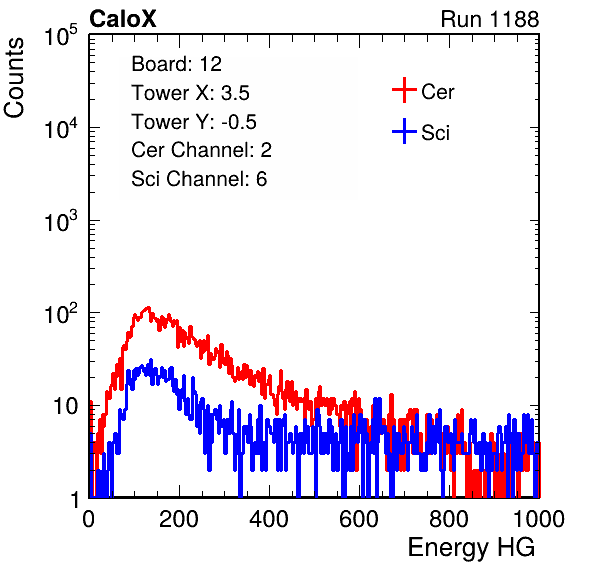 CaloX Run 1188
Counts
10^5
10^4
10^3
10^2
10
1
Board: 12
Tower X: 3.5
Tower Y: -0.5
Cer Channel: 2
Sci Channel: 6
Cer
Sci
0 200 400 600 800 1000
Energy HG